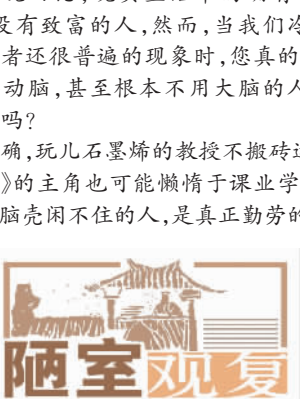 没有致富的人,然而,当我们冷
者还很普遍的现象时,您真的
动脑,甚至根本不用大脑的人
吗?
确,玩儿石墨烯的教授不搬砖
》的主角也可能懒惰于课业学
脑壳闲不住的人,是真正勤劳的
陋室观复